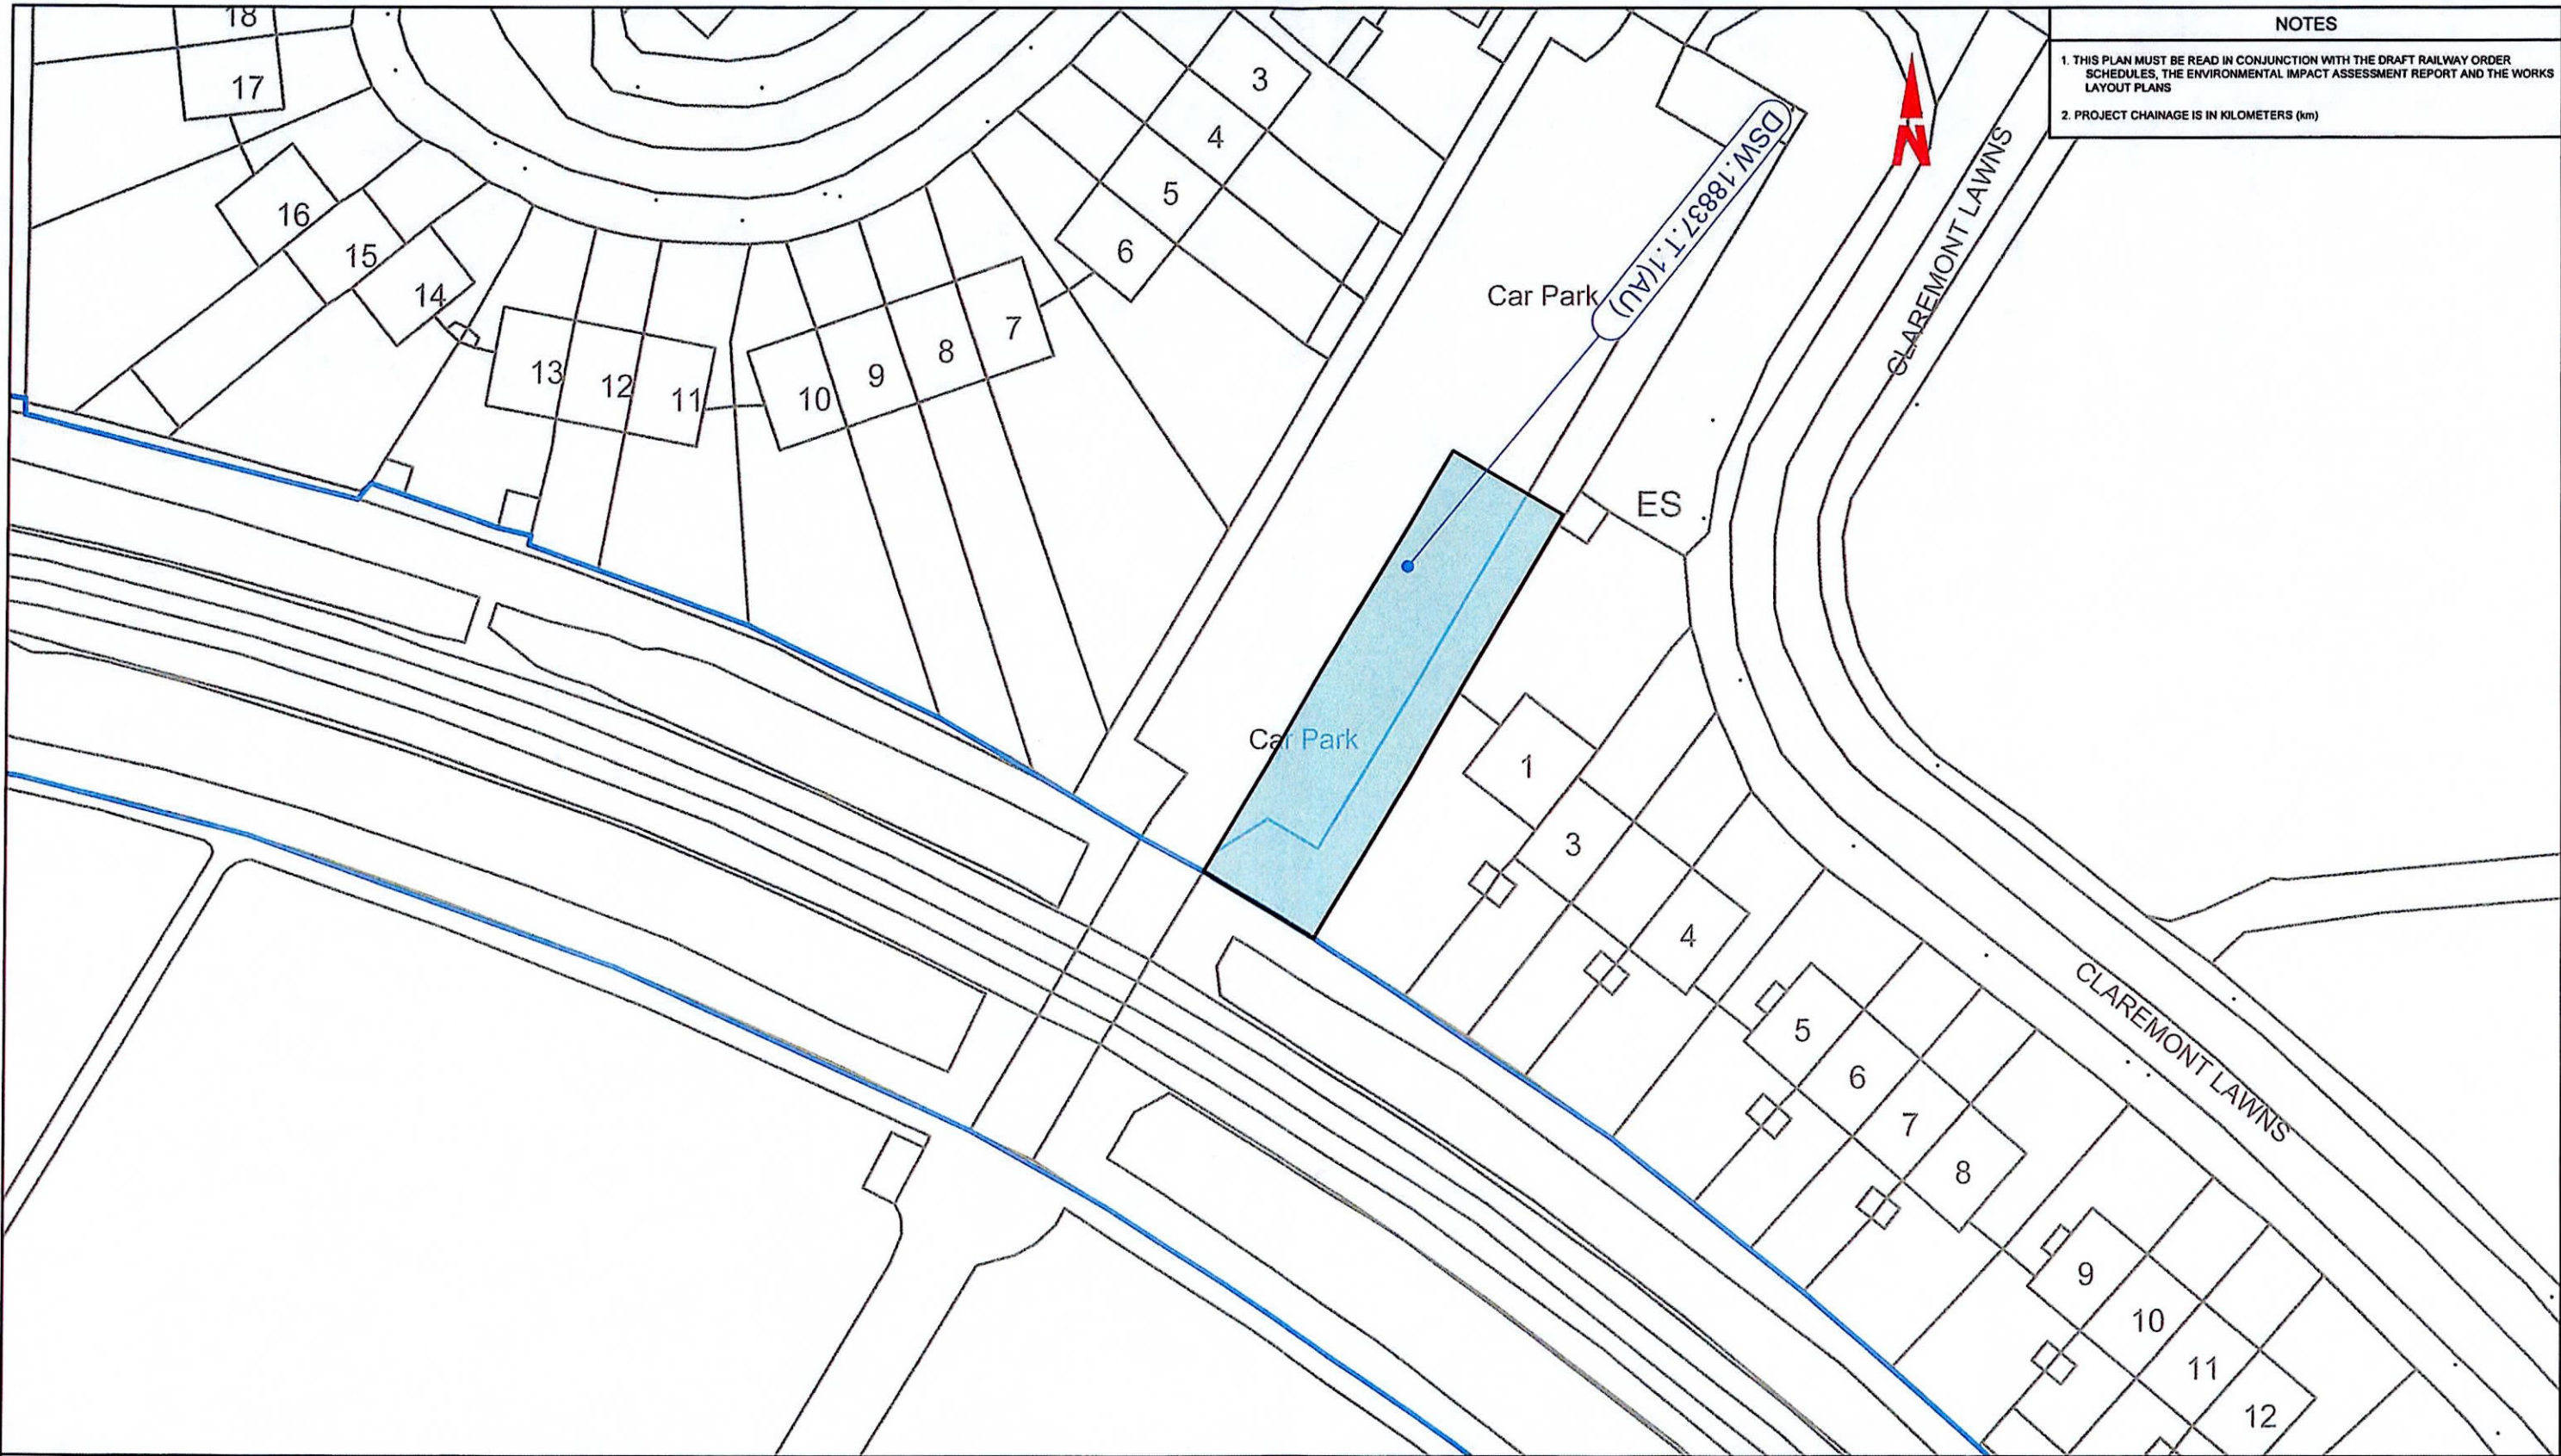 NOTES
1. THIS PLAN MUST BE READ IN CONJUNCTION WITH THE DRAFT RAILWAY ORDER
SCHEDULES, THE ENVIRONMENTAL IMPACT ASSESSMENT REPORT AND THE WORKS
LAYOUT PLANS
2. PROJECT CHAINAGE IS IN KILOMETERS (km)
18
17
16
15
14
13
12
11
10
9
8
7
3
4
5
6
Car Park
DSW.18837.T.1(AU)
N
CLAREMONT LAWNS
ES
Car Park
1
3
4
5
6
7
8
CLAREMONT LAWNS
9
10
11
12